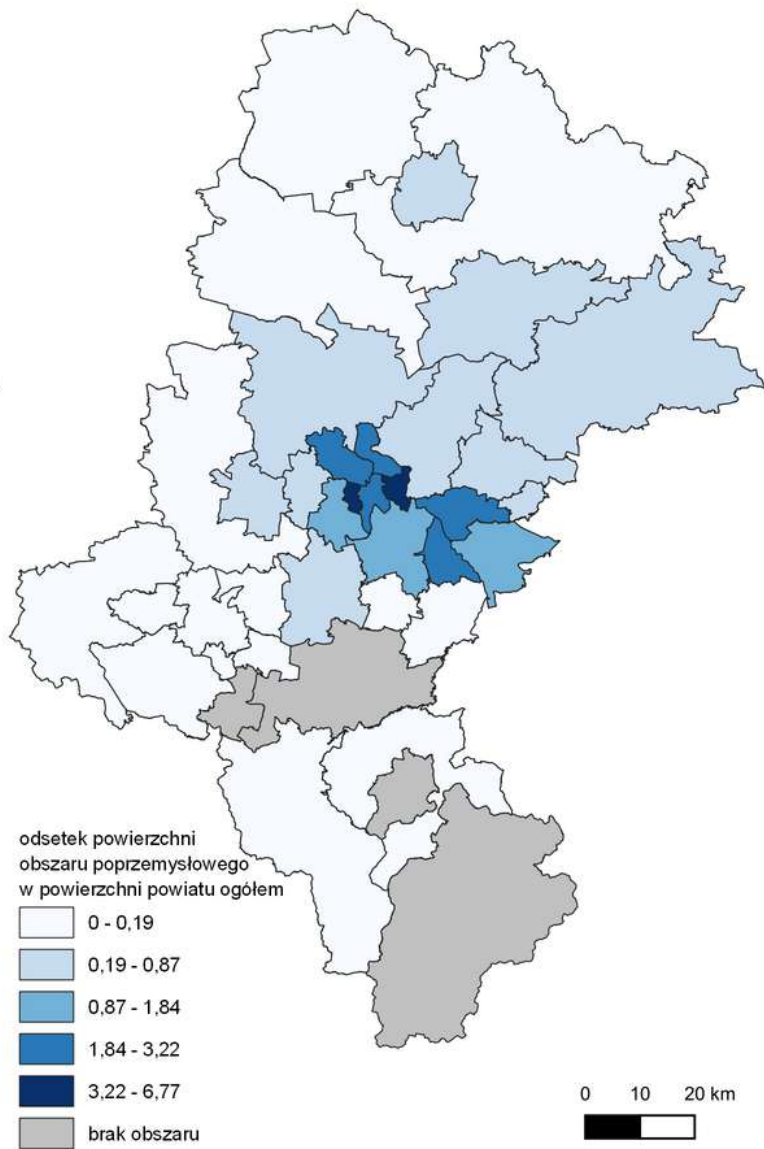 odsetek powierzchni
obszaru poprzemysłowego
w powierzchni powiatu ogółem
0 - 0,19
0,19 - 0,87
0,87 - 1,84
1,84 - 3,22
3,22 - 6,77
brak obszaru
0 10 20 km